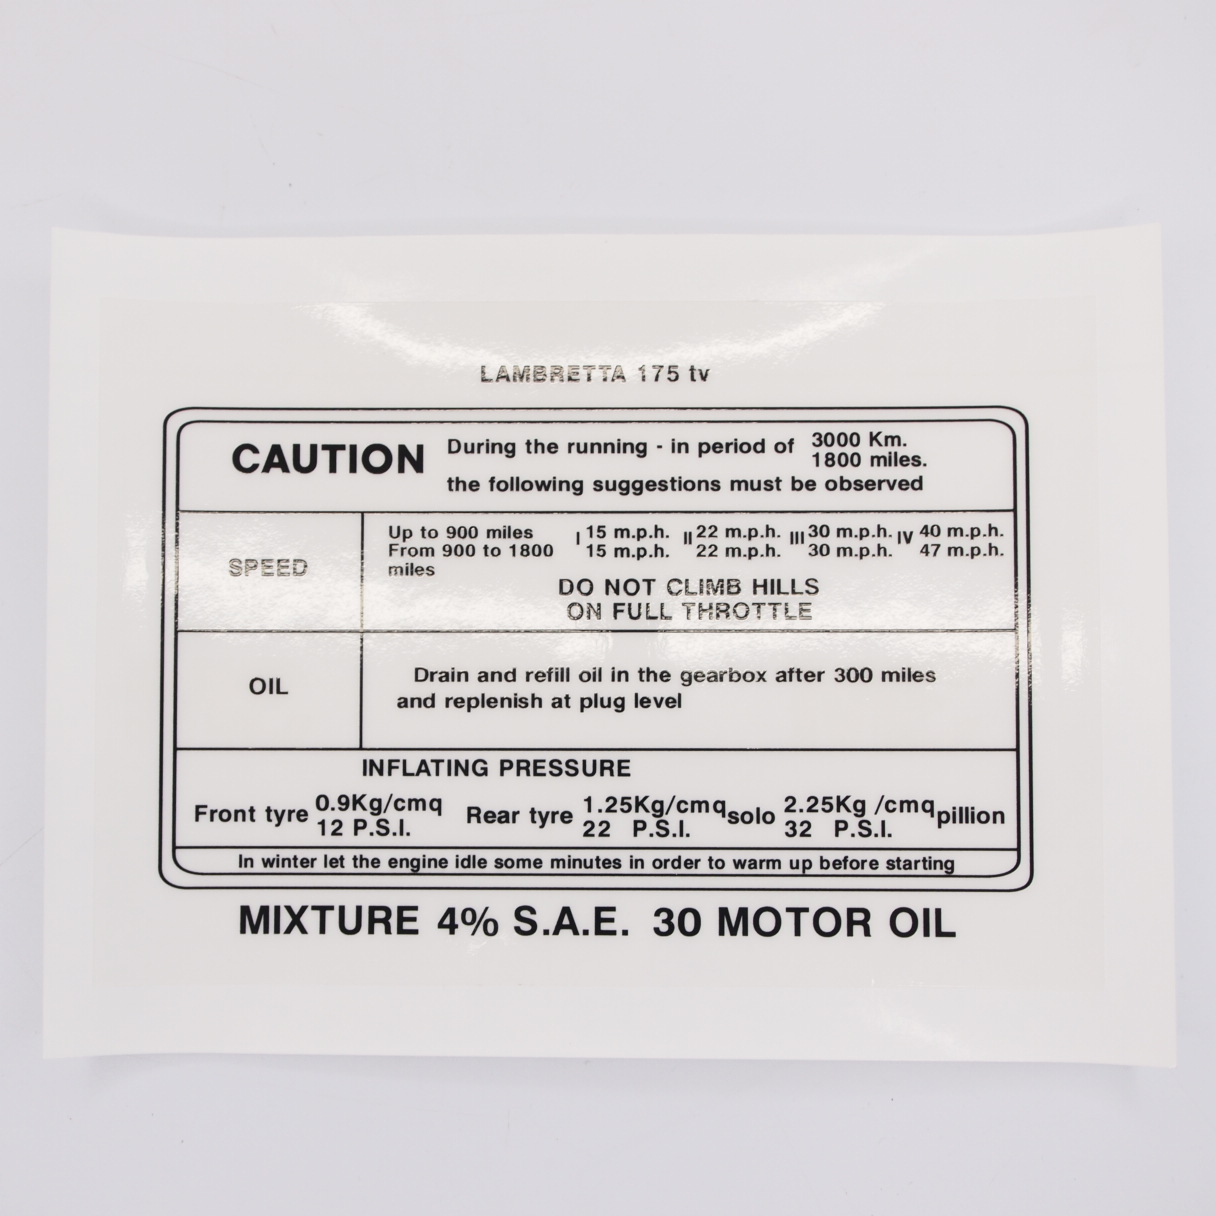 LAMBRETTA 175 tv
CAUTION During the running - in period of 3000 Km.
1800 miles.
the following suggestions must be observed
SPEED
Up to 900 miles I 15 m.p.h. II 22 m.p.h. III 30 m.p.h. IV 40 m.p.h.
From 900 to 1800 15 m.p.h. 22 m.p.h. 30 m.p.h. 47 m.p.h.
miles
DO NOT CLIMB HILLS
ON FULL THROTTLE
OIL
Drain and refill oil in the gearbox after 300 miles
and replenish at plug level
INFLATING PRESSURE
Front tyre 0.9Kg/cmq Rear tyre 1.25Kg/cmq solo 2.25Kg /cmq pillion
12 P.S.I. 22 P.S.I. 32 P.S.I.
In winter let the engine idle some minutes in order to warm up before starting
MIXTURE 4% S.A.E. 30 MOTOR OIL